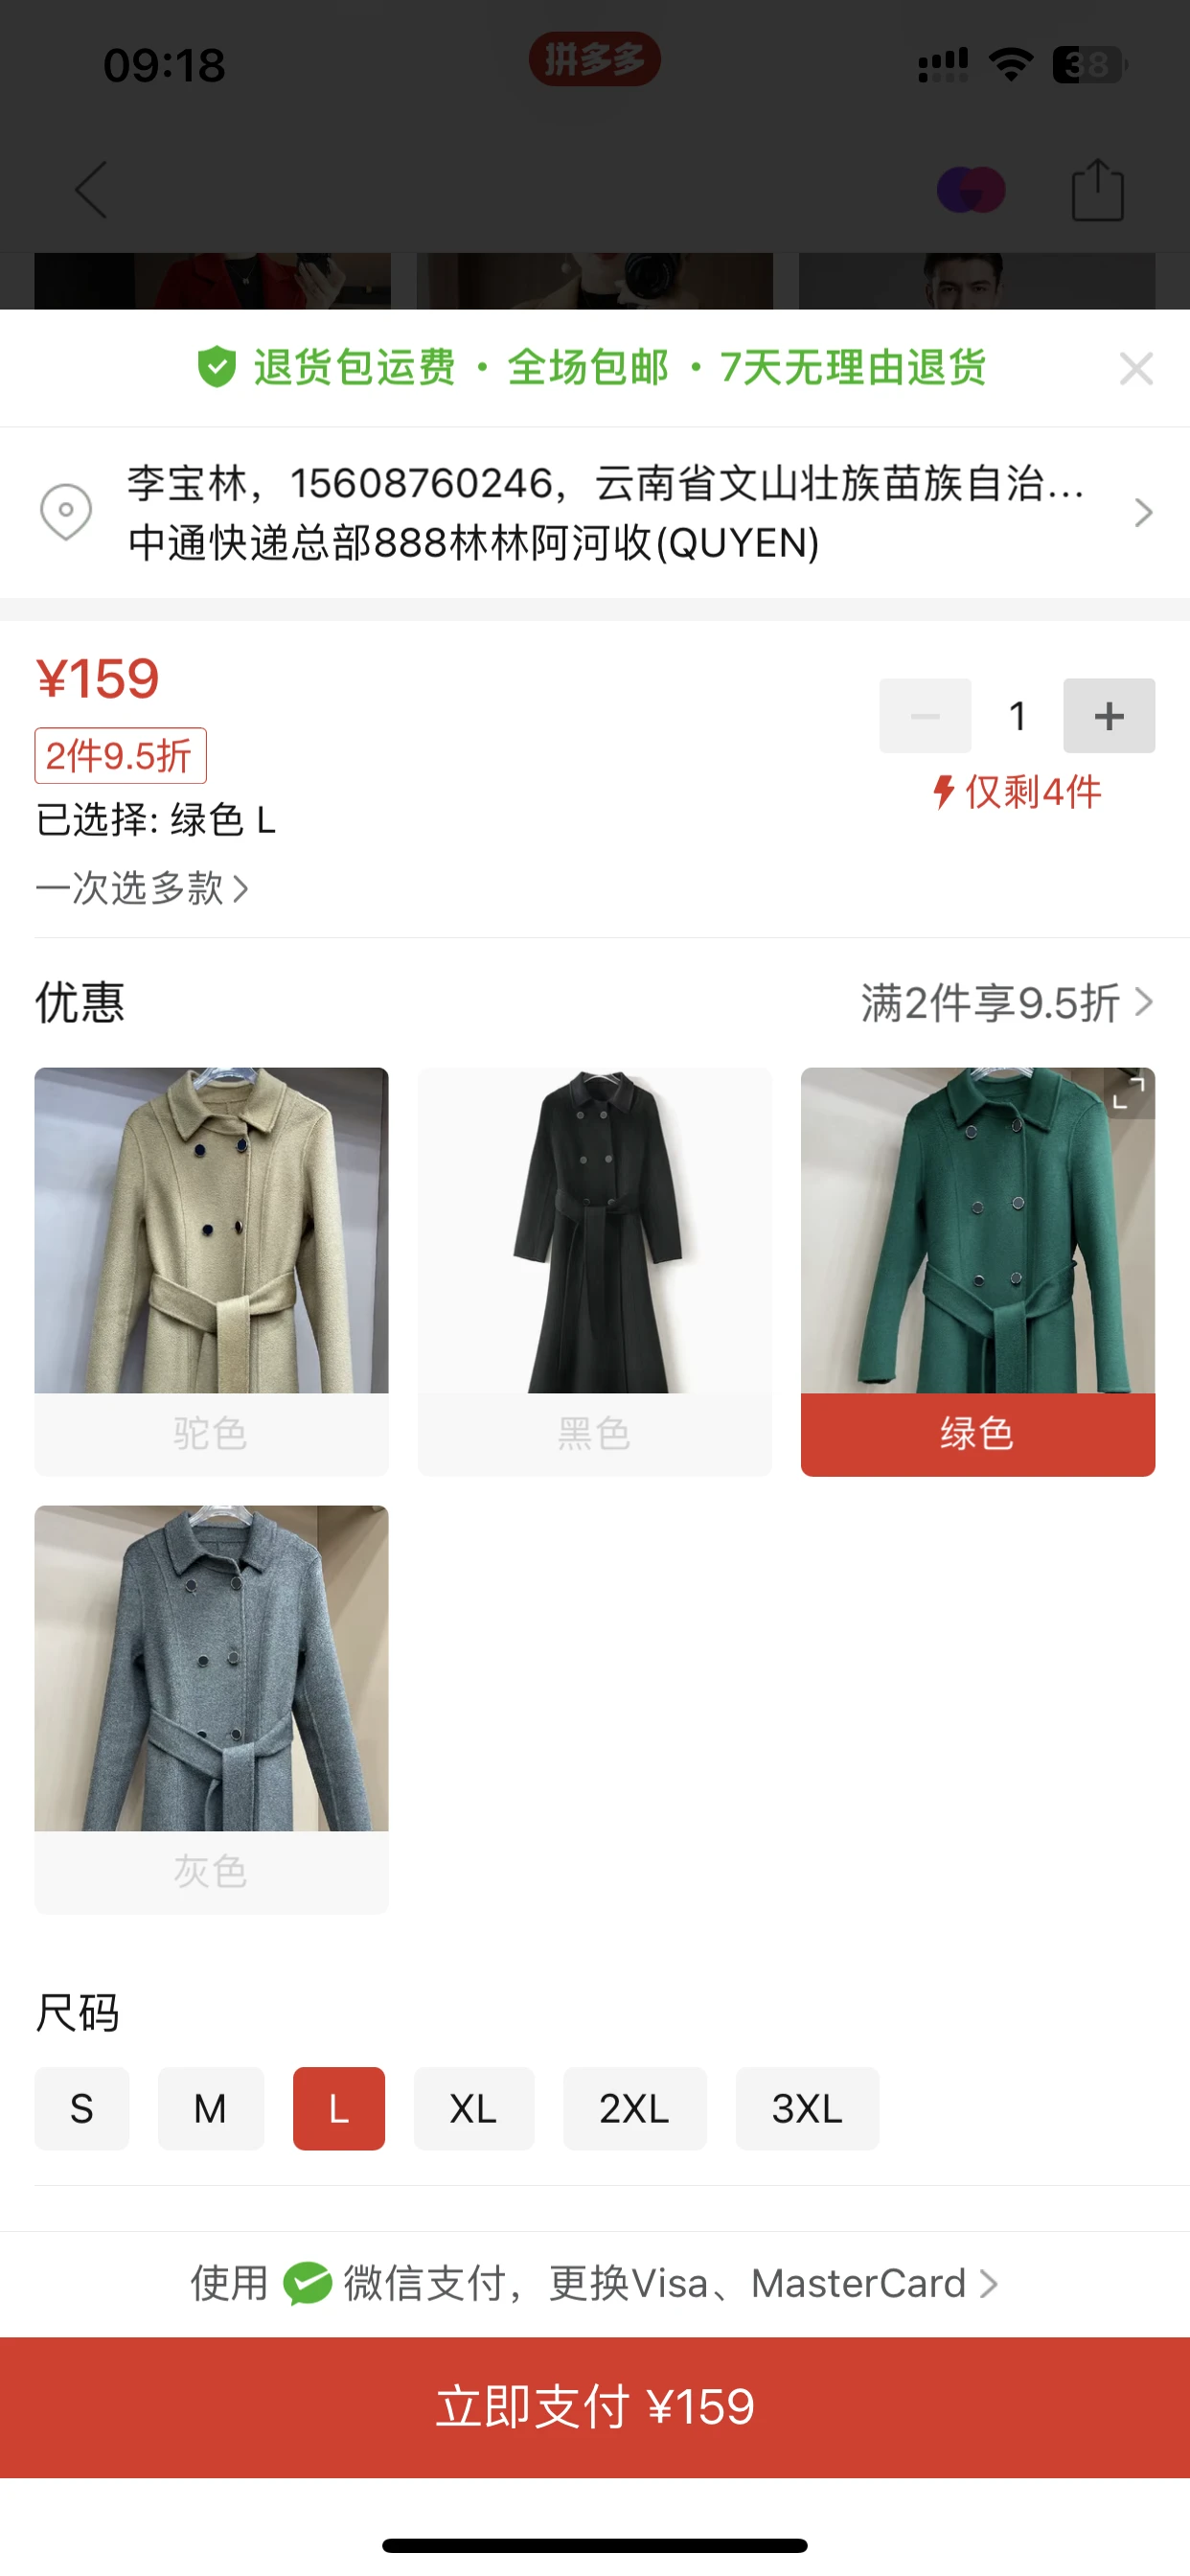 09:18
拼多多
38
退货包运费 · 全场包邮 · 7天无理由退货
李宝林，15608760246，云南省文山壮族苗族自治...
中通快递总部888林林阿河收(QUYEN)
¥159
1
2件9.5折
仅剩4件
已选择: 绿色 L
一次选多款
优惠
满2件享9.5折
驼色
黑色
绿色
灰色
尺码
S M L XL 2XL 3XL
使用 微信支付，更换Visa、MasterCard
立即支付 ¥159